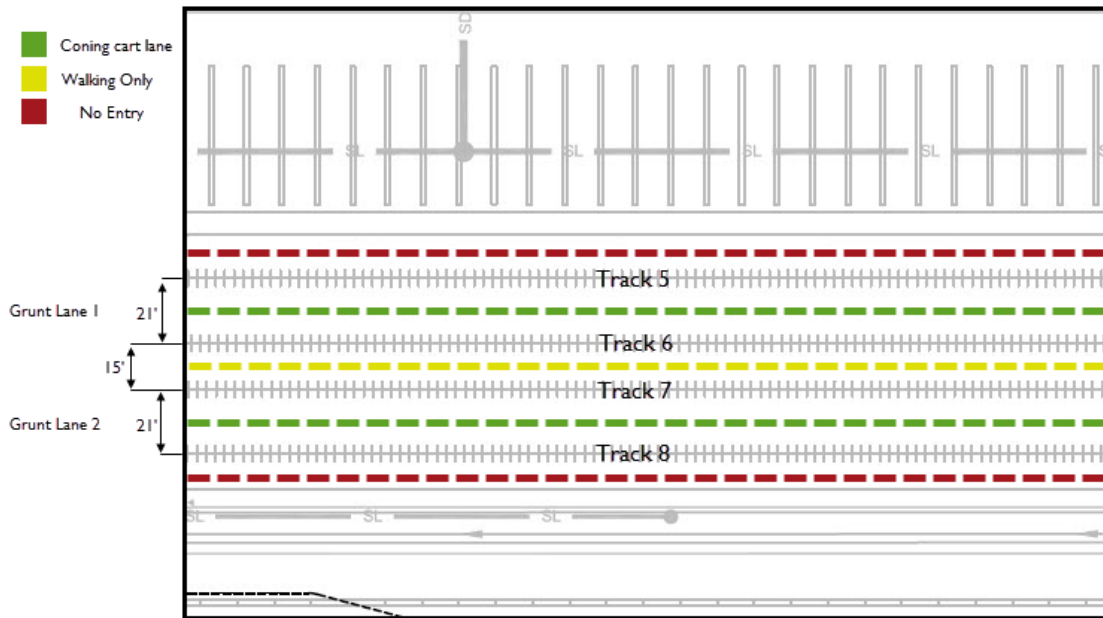 SD
Coning cart lane
Walking Only
No Entry
SL SL SL SL
Track 5
Grunt Lane 1
21'
Track 6
15'
Track 7
Grunt Lane 2
21'
Track 8
SL SL SL